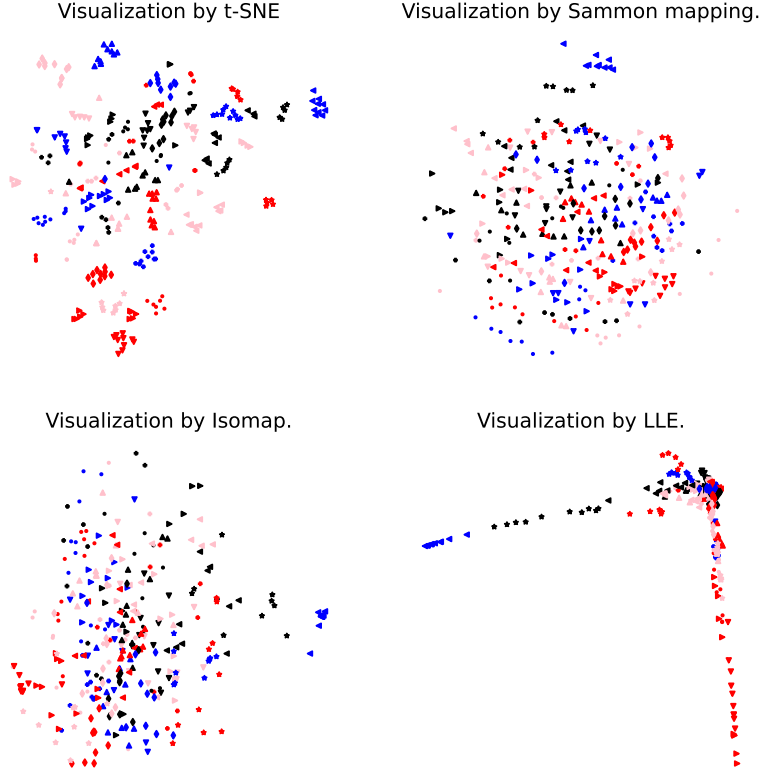 Visualization by t-SNE
Visualization by Sammon mapping.
Visualization by Isomap.
Visualization by LLE.